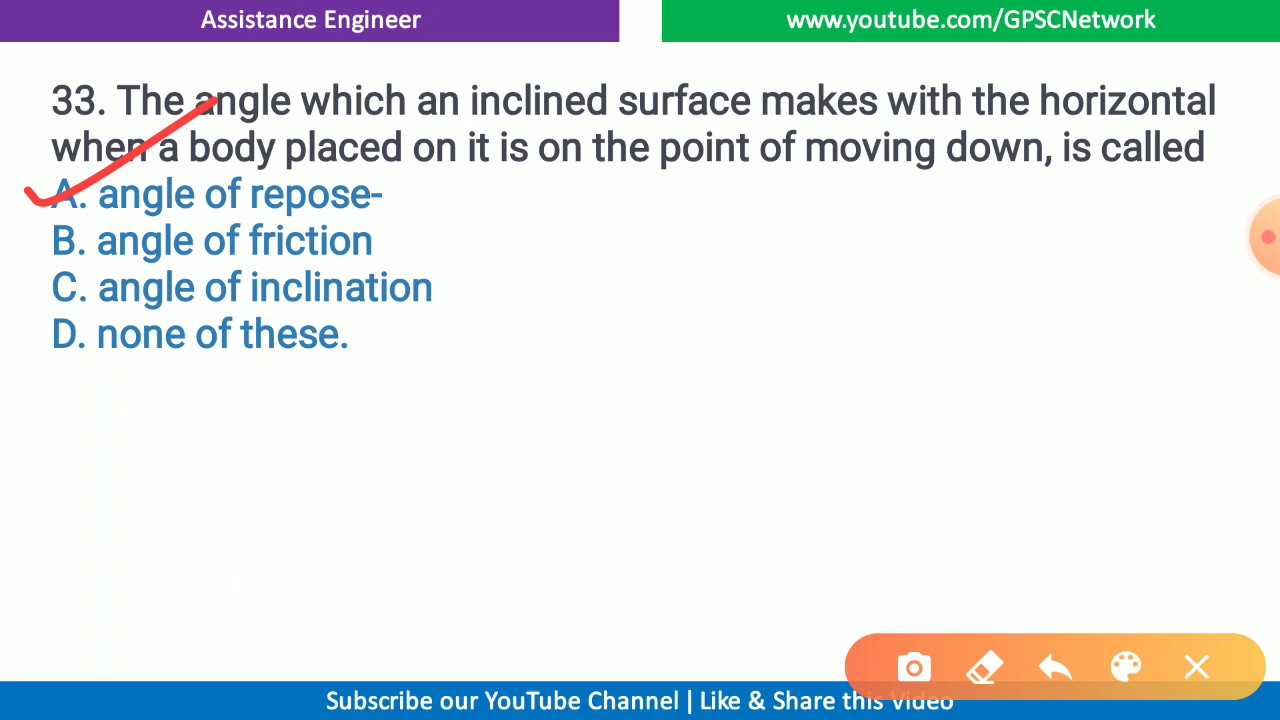 Assistance Engineer
www.youtube.com/GPSCNetwork
33. The angle which an inclined surface makes with the horizontal
when a body placed on it is on the point of moving down, is called
A. angle of repose-
B. angle of friction
C. angle of inclination
D. none of these.
Subscribe our YouTube Channel | Like & Share this Video